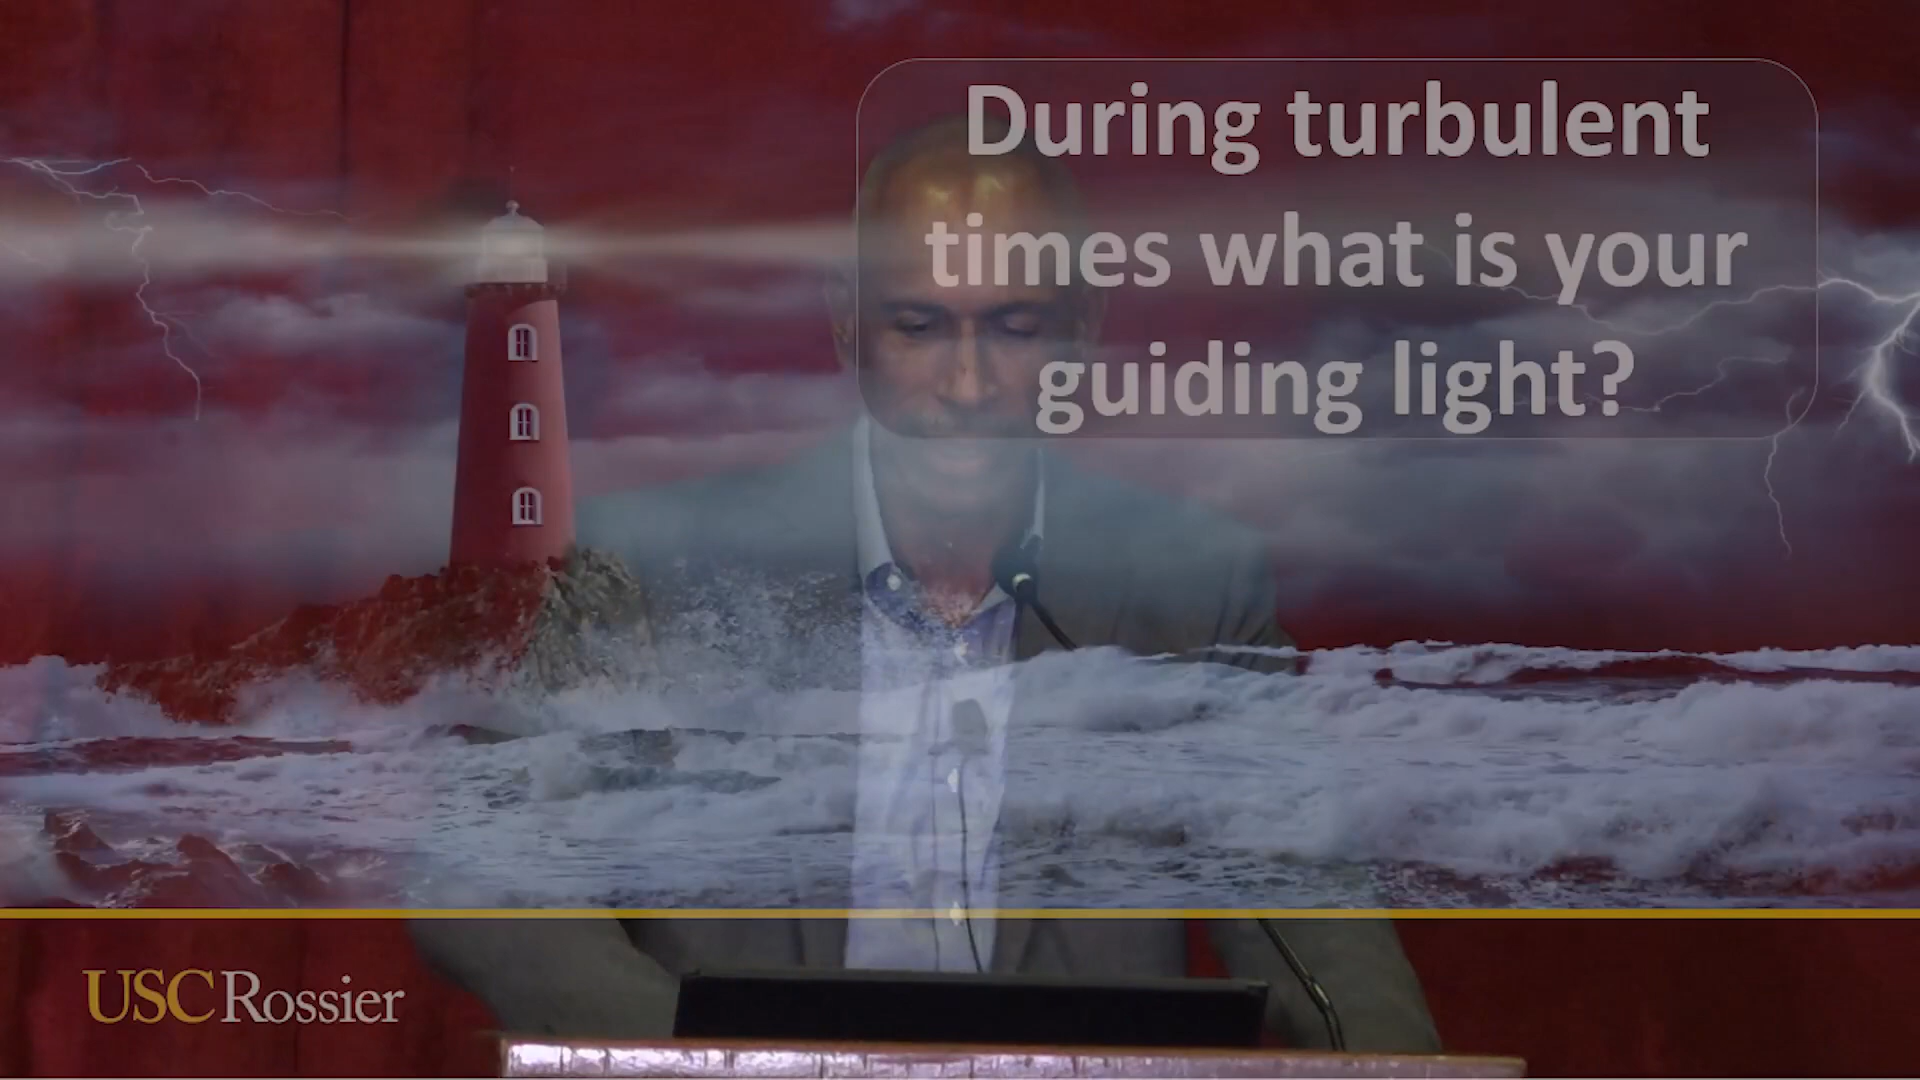 During turbulent
times what is your
guiding light?
USC Rossier